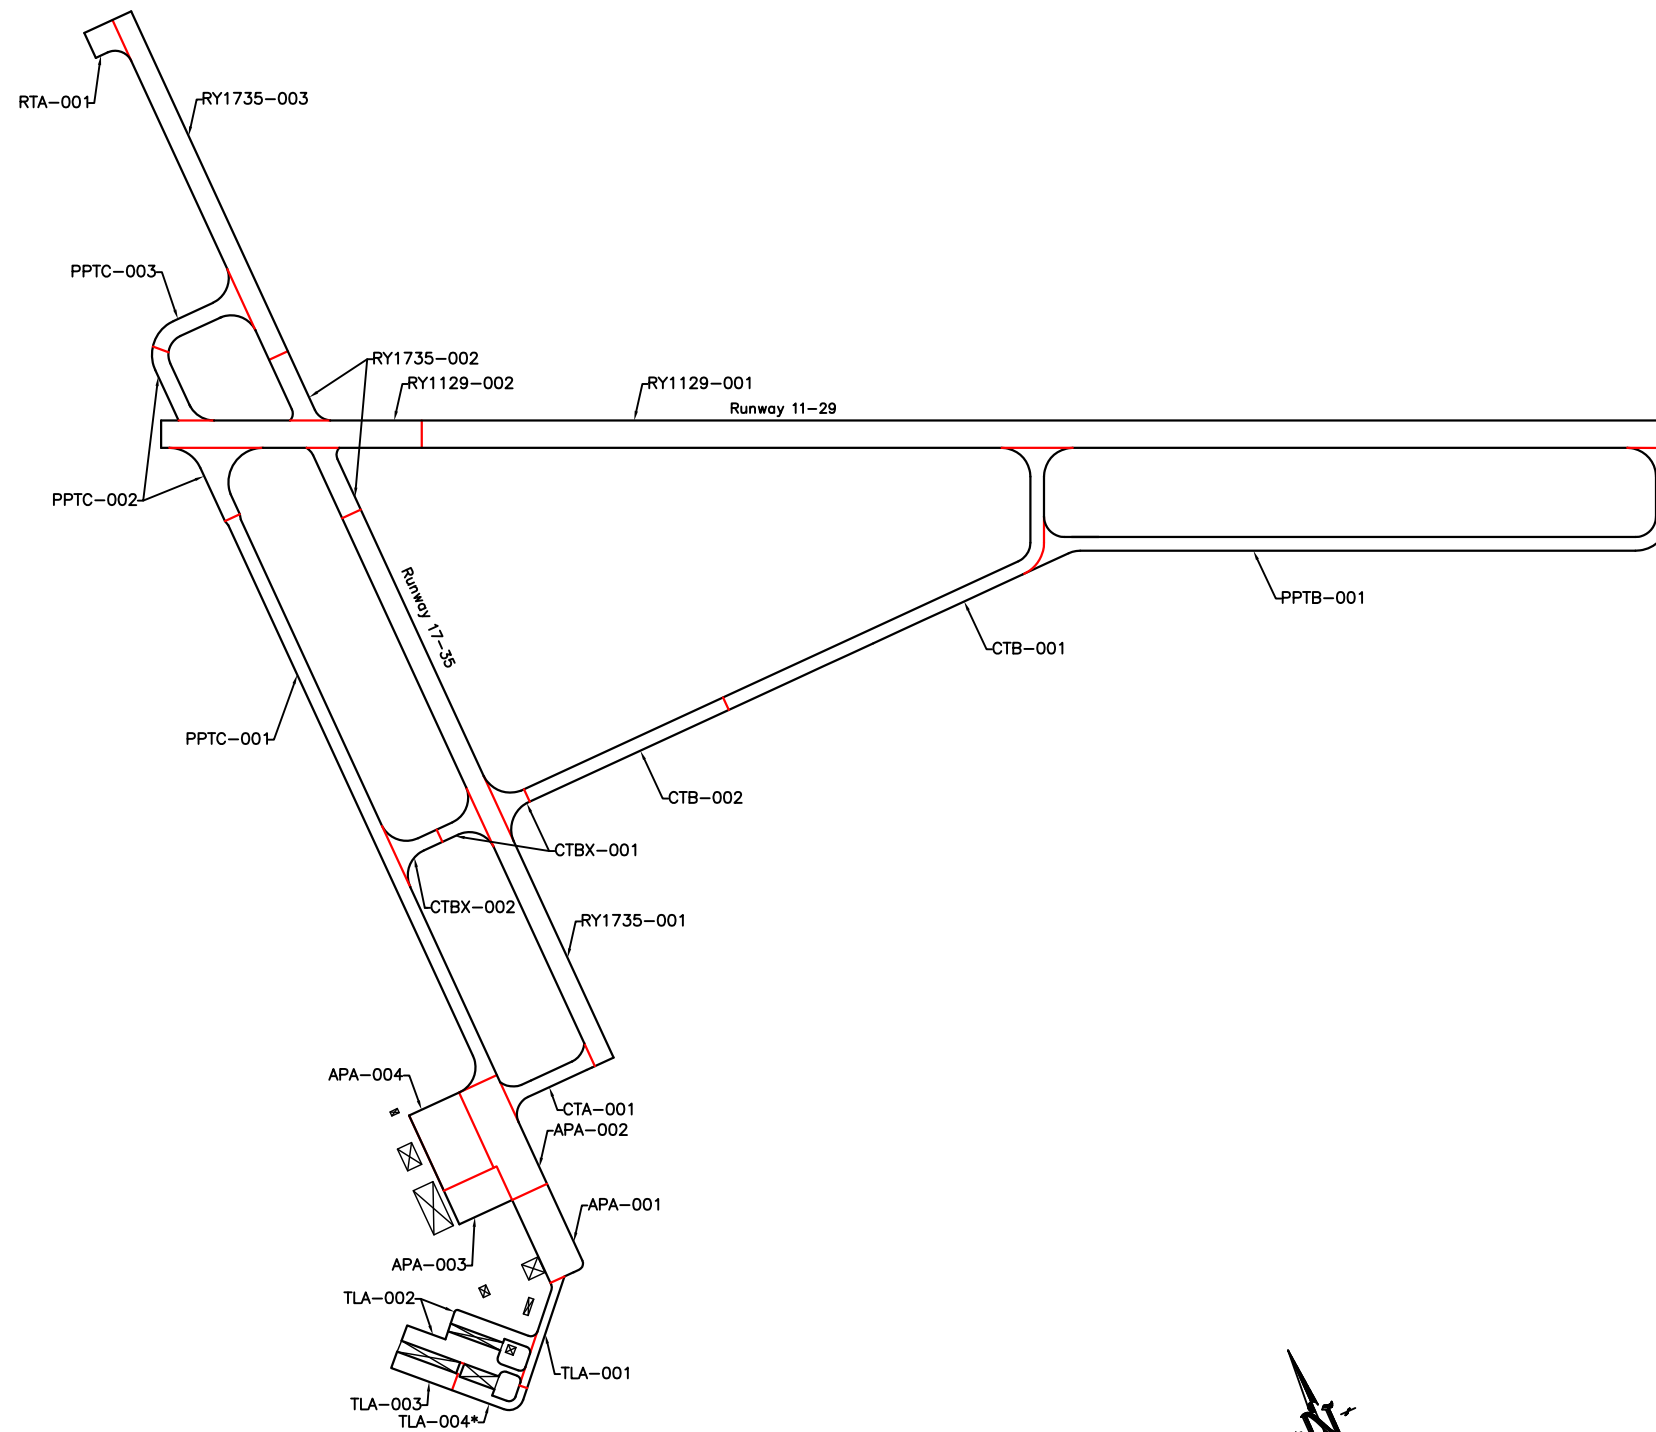 RTA-001
RY1735-003
PPTC-003
RY1735-002
RY1129-002
RY1129-001
Runway 11-29
PPTC-002
Runway 17-35
PPTB-001
CTB-001
PPTC-001
CTB-002
CTBX-001
CTBX-002
RY1735-001
APA-004
CTA-001
APA-002
APA-001
APA-003
TLA-002
TLA-001
TLA-003
TLA-004*
N